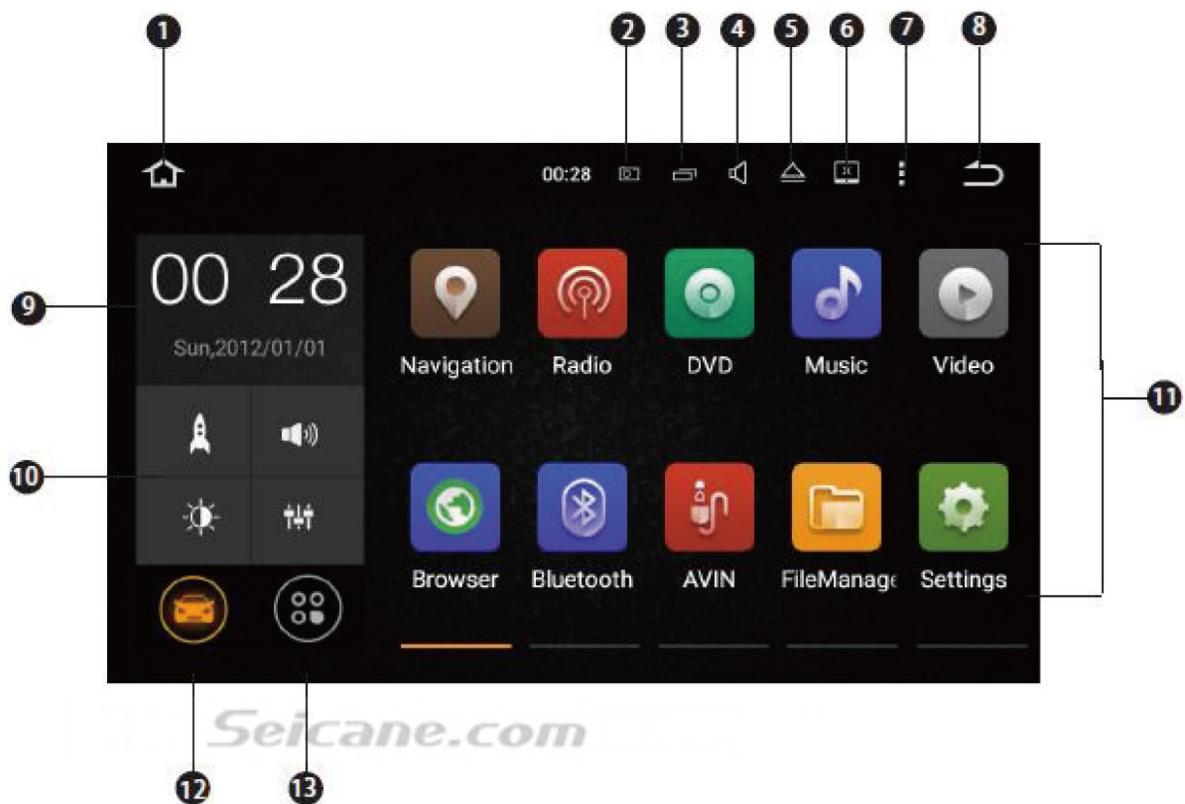 1 2 3 4 5 6 7 8
00:28
00 28
9
Sun,2012/01/01
Navigation Radio DVD Music Video
11
10
Browser Bluetooth AVIN FileManage Settings
Seicane.com
12 13